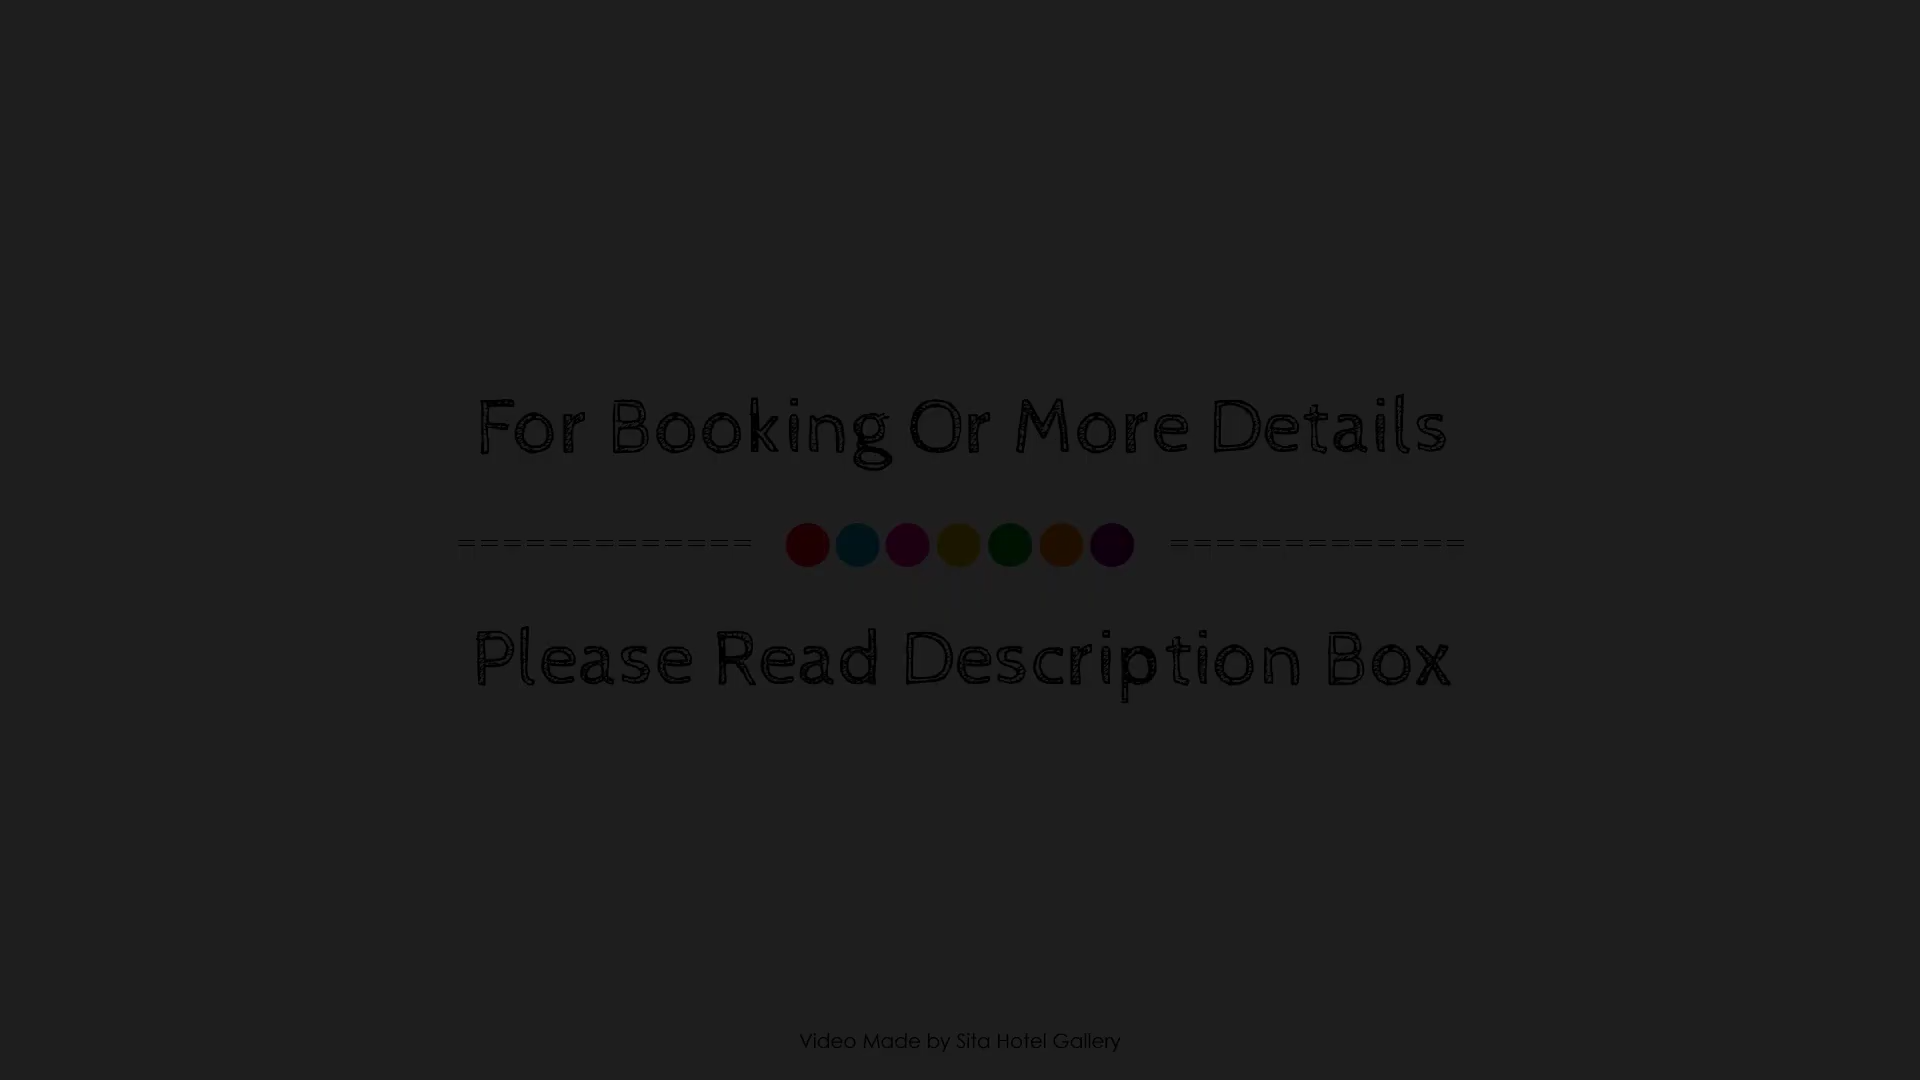 For Booking Or More Details
============= =============
Please Read Description Box
Video Made by Sita Hotel Gallery